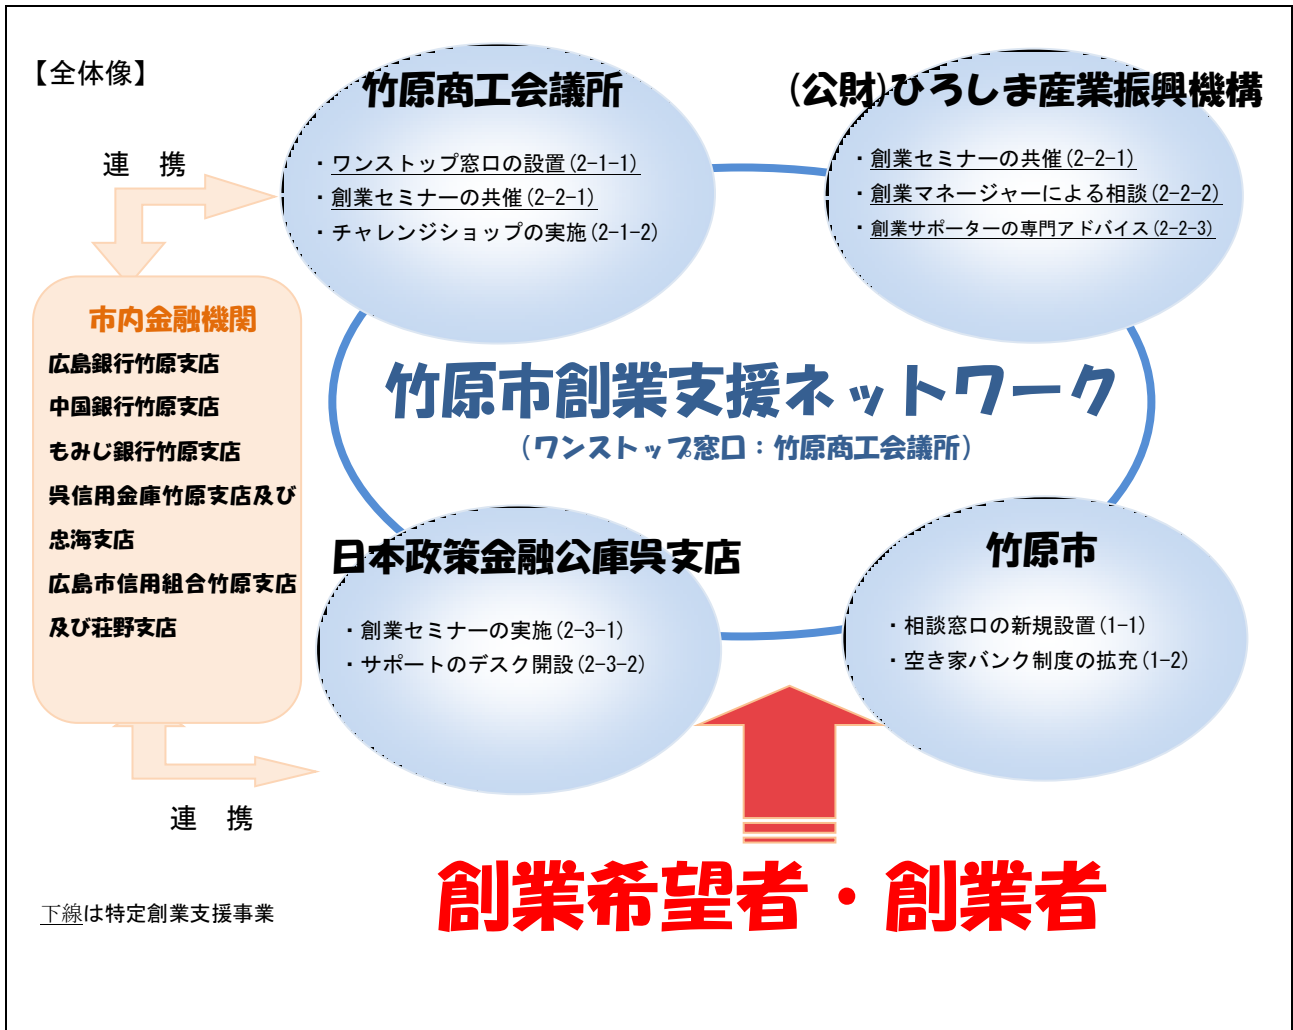 【全体像】
竹原商工会議所
・ワンストップ窓口の設置(2-1-1)
・創業セミナーの共催(2-2-1)
・チャレンジショップの実施(2-1-2)
(公財)ひろしま産業振興機構
・創業セミナーの共催(2-2-1)
・創業マネージャーによる相談(2-2-2)
・創業サポーターの専門アドバイス(2-2-3)
連 携
市内金融機関
広島銀行竹原支店
中国銀行竹原支店
もみじ銀行竹原支店
呉信用金庫竹原支店及び
忠海支店
広島市信用組合竹原支店
及び荘野支店
竹原市創業支援ネットワーク
(ワンストップ窓口:竹原商工会議所)
日本政策金融公庫呉支店
・創業セミナーの実施(2-3-1)
・サポートのデスク開設(2-3-2)
竹原市
・相談窓口の新規設置(1-1)
・空き家バンク制度の拡充(1-2)
連 携
創業希望者・創業者
下線は特定創業支援事業